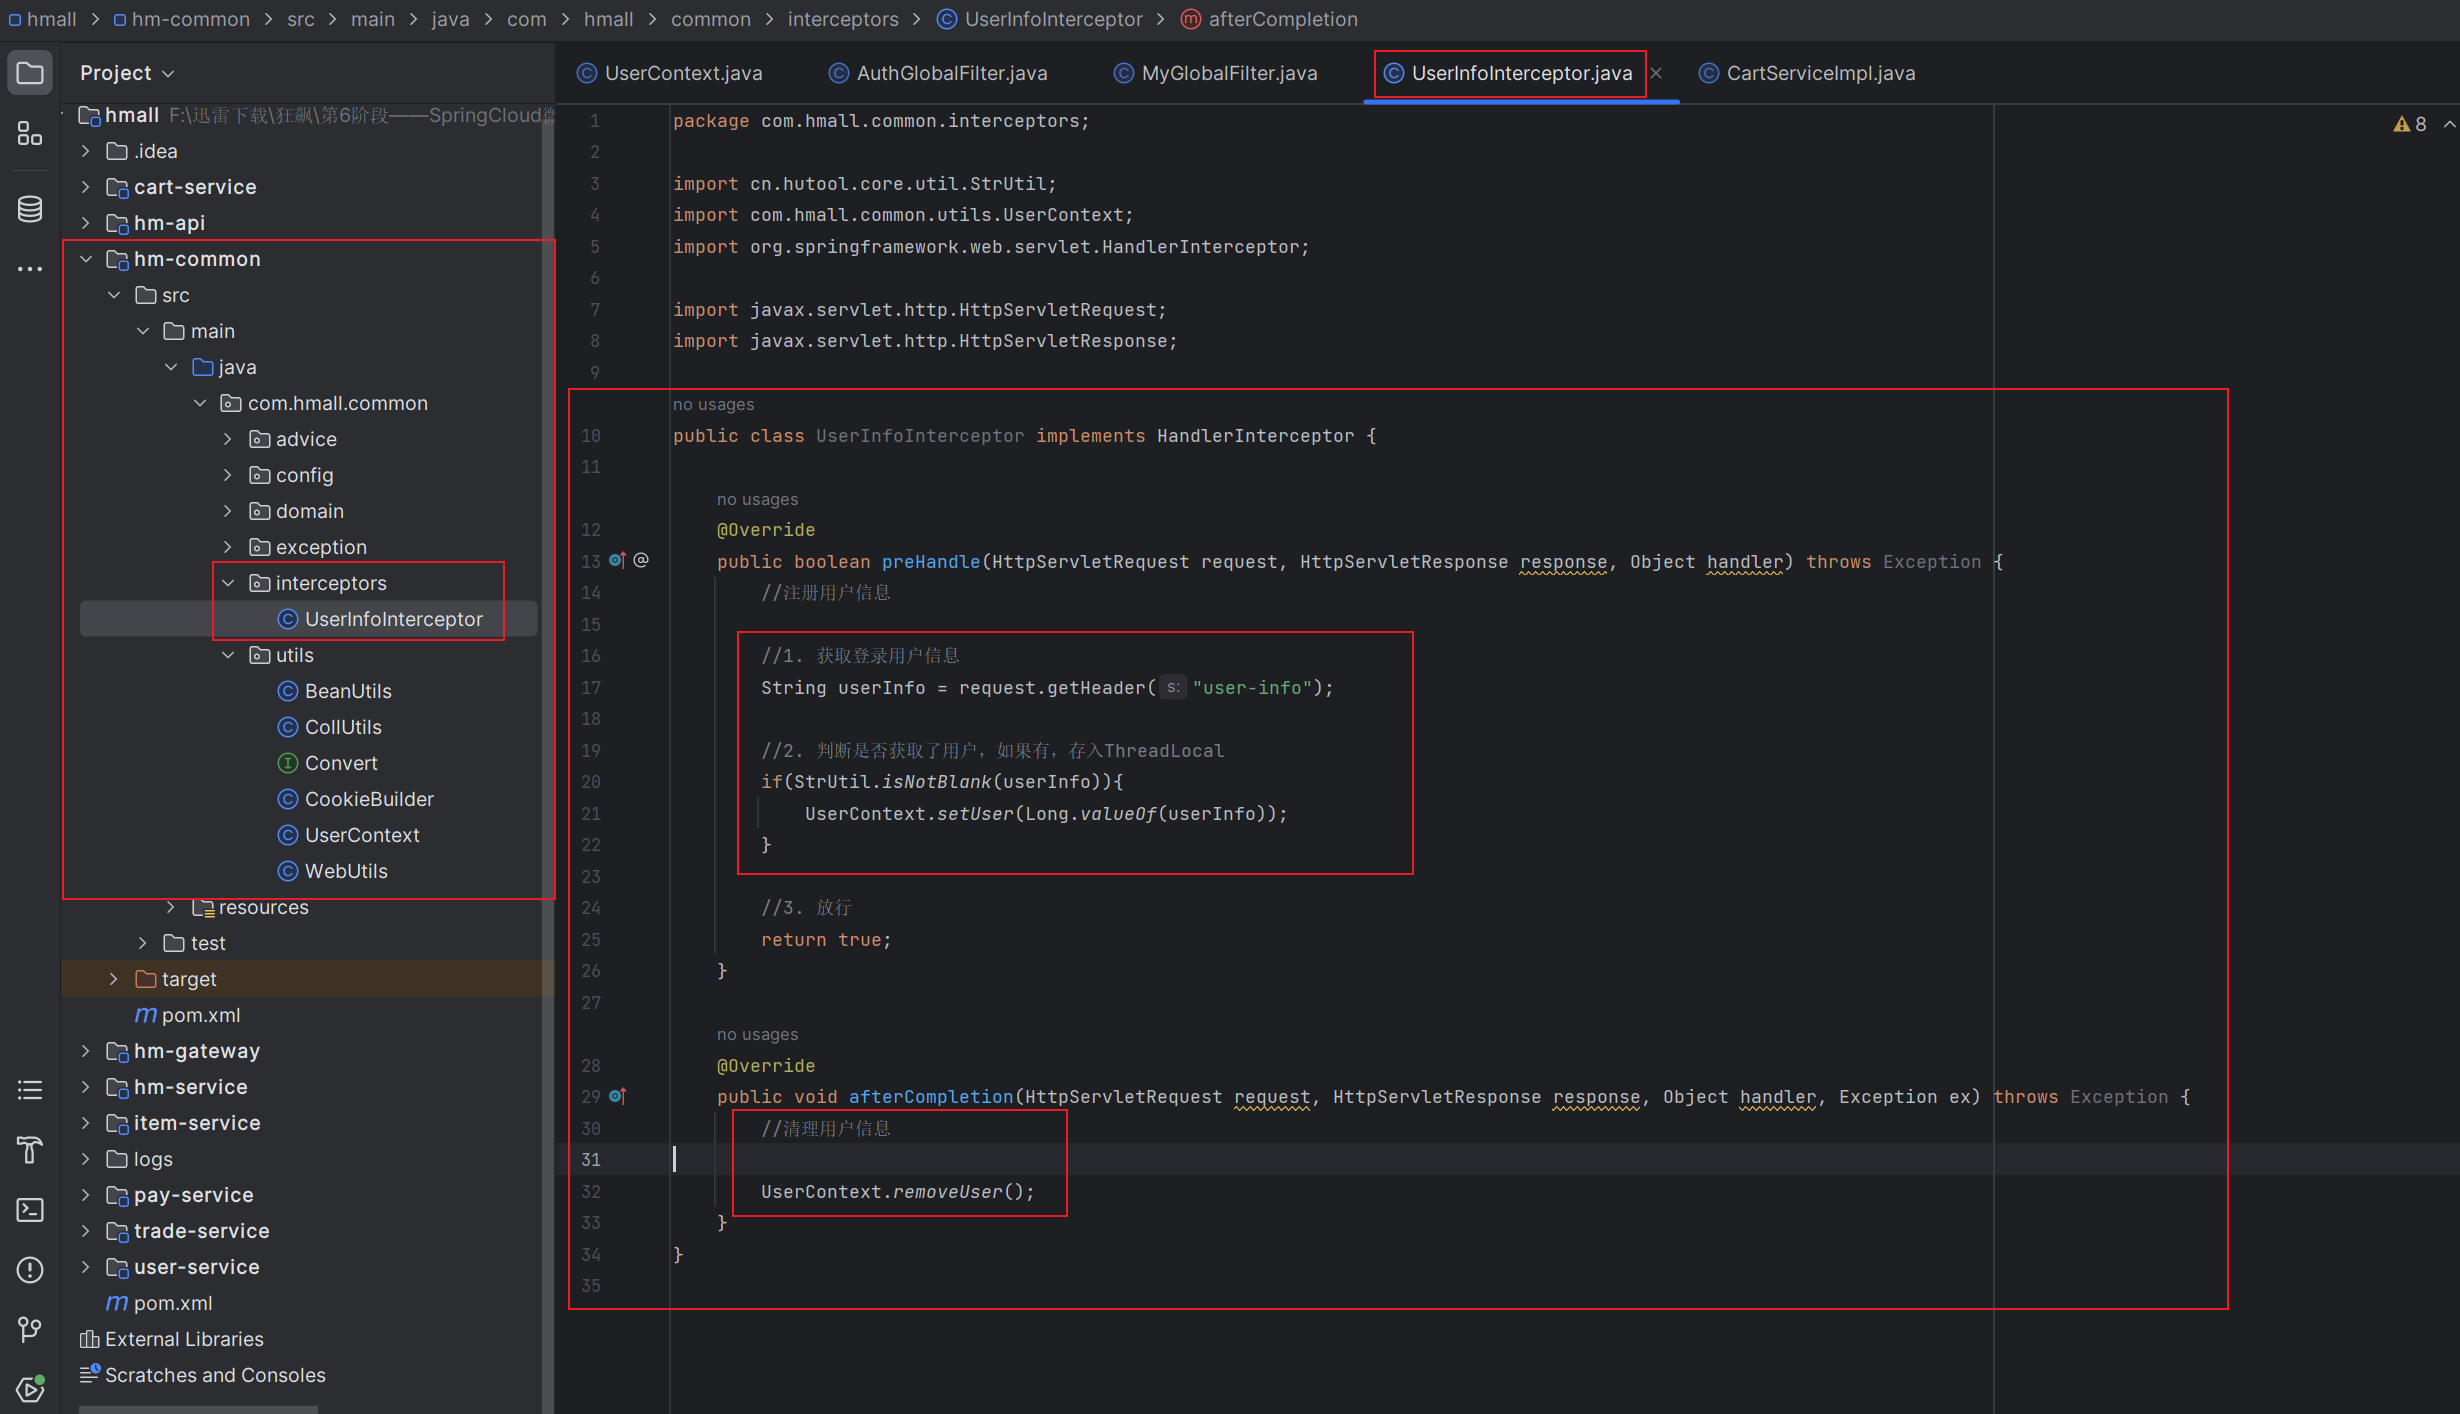 hmall > hm-common > src > main > java > com > hmall > common > interceptors > UserInfoInterceptor > afterCompletion
Project
hmall F:\迅雷下载\狂飙\第6阶段——SpringCloud
.idea
cart-service
hm-api
hm-common
src
main
java
com.hmall.common
advice
config
domain
exception
interceptors
UserInfoInterceptor
utils
BeanUtils
CollUtils
Convert
CookieBuilder
UserContext
WebUtils
resources
test
target
pom.xml
hm-gateway
hm-service
item-service
logs
pay-service
trade-service
user-service
pom.xml
External Libraries
Scratches and Consoles
UserContext.java AuthGlobalFilter.java MyGlobalFilter.java UserInfoInterceptor.java CartServiceImpl.java
8
1 package com.hmall.common.interceptors;
2
3 import cn.hutool.core.util.StrUtil;
4 import com.hmall.common.utils.UserContext;
5 import org.springframework.web.servlet.HandlerInterceptor;
6
7 import javax.servlet.http.HttpServletRequest;
8 import javax.servlet.http.HttpServletResponse;
9
no usages
10 public class UserInfoInterceptor implements HandlerInterceptor {
11
no usages
12 @Override
13 @ public boolean preHandle(HttpServletRequest request, HttpServletResponse response, Object handler) throws Exception {
14 //注册用户信息
15
16 //1. 获取登录用户信息
17 String userInfo = request.getHeader( s: "user-info");
18
19 //2. 判断是否获取了用户，如果有，存入ThreadLocal
20 if(StrUtil.isNotBlank(userInfo)){
21 UserContext.setUser(Long.valueOf(userInfo));
22 }
23
24 //3. 放行
25 return true;
26 }
27
no usages
28 @Override
29 public void afterCompletion(HttpServletRequest request, HttpServletResponse response, Object handler, Exception ex) throws Exception {
30 //清理用户信息
31
32 UserContext.removeUser();
33 }
34 }
35